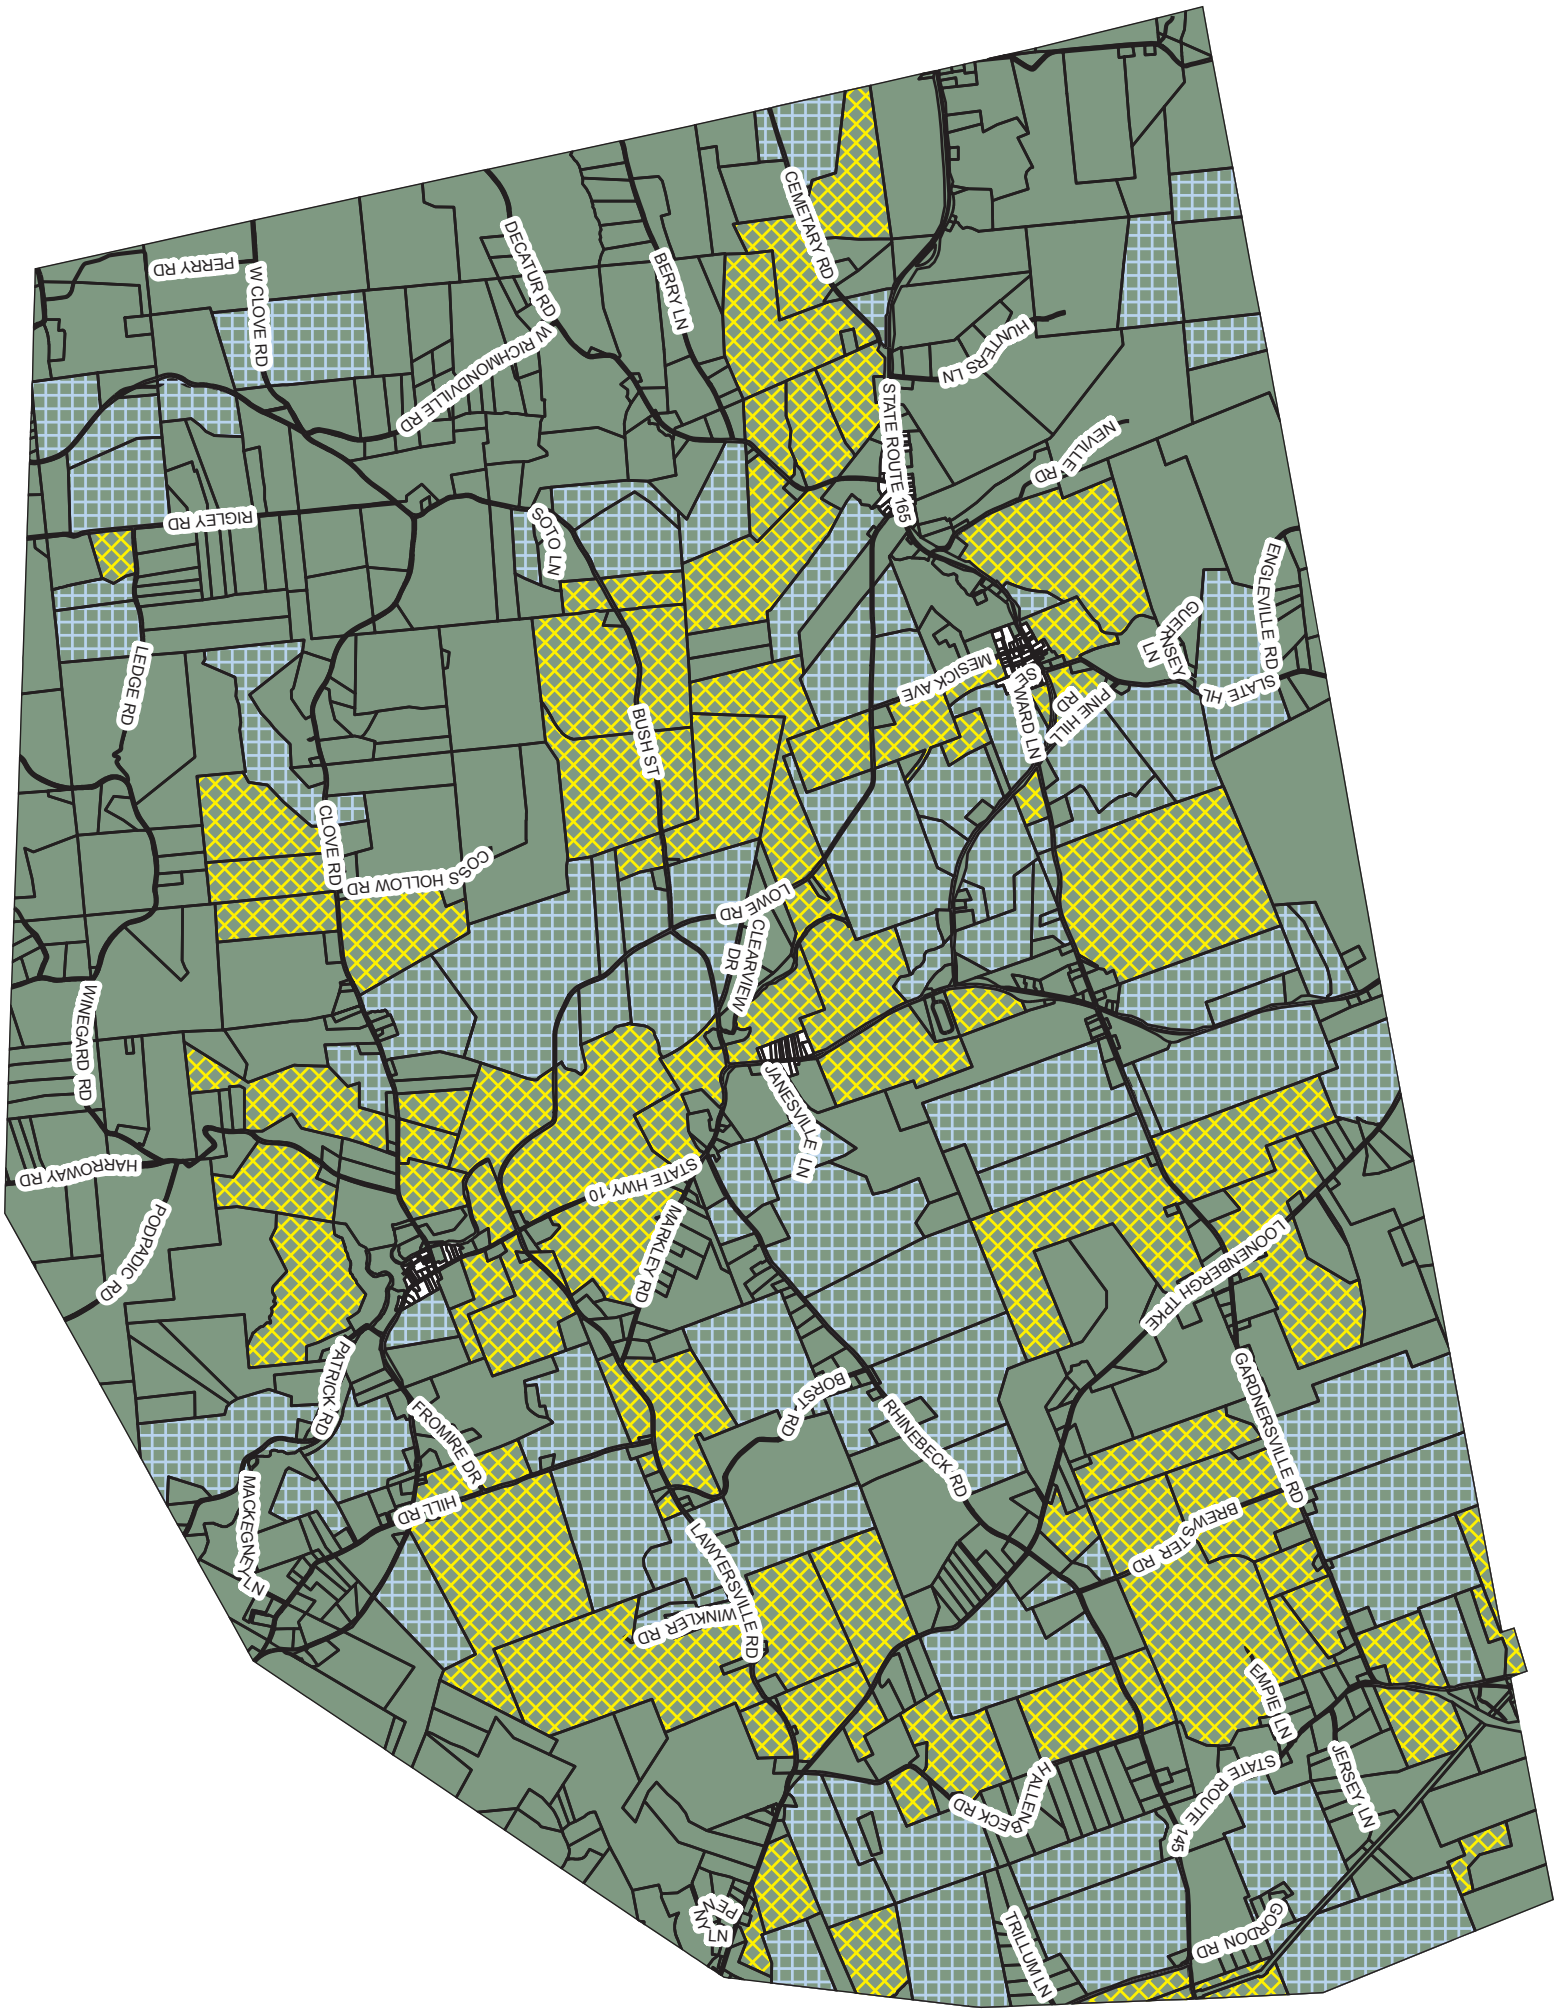 CEMETARY RD
DECATUR RD
BERRY LN
PERRY RD
W CLOVE RD
W RICHMONDVILLE RD
HUNTERS LN
STATE ROUTE 165
NEVILLE RD
RIGLEY RD
SOTO LN
ENGLEVILLE RD
GUERNSEY LN
LEDGE RD
MESICK AVE
SEWARD LN
PINE HILL RD
SLATE HL
BUSH ST
CLOVE RD
COSS HOLLOW RD
LOWE RD
CLEARVIEW DR
WINEGARD RD
JANESVILLE LN
HARROWAY RD
STATE HWY 10
PODPADIC RD
MARKLEY RD
LOONENBERGH TPKE
PATRICK RD
BORST RD
GARDNERSVILLE RD
FROMIRE DR
RHINEBECK RD
MACKEGNEY LN
HILL RD
BREWSTER RD
LAWYERSVILLE RD
WINKLER RD
EMPIE LN
JERSEY LN
STATE ROUTE 145
HALLENBECK RD
PENNY LN
TRILLUM LN
GORDON RD